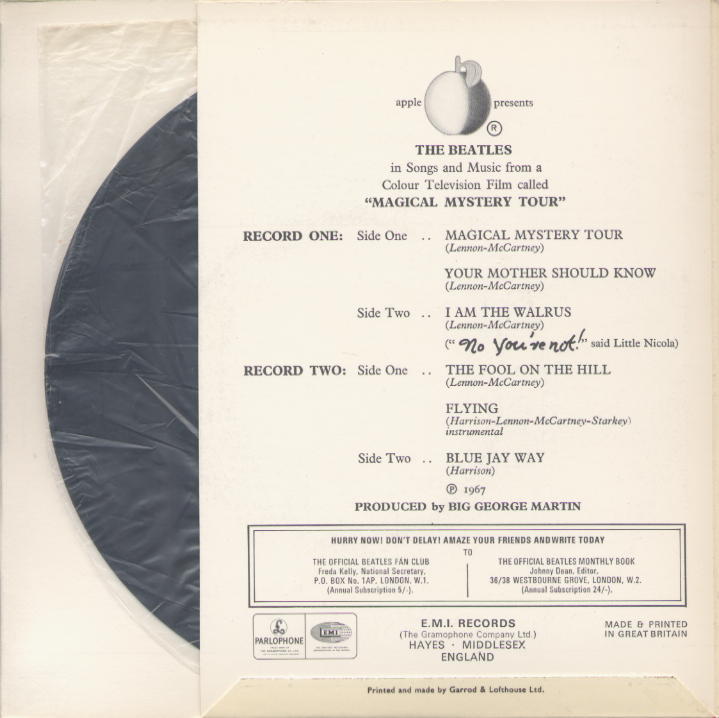 apple presents
®
THE BEATLES
in Songs and Music from a
Colour Television Film called
“MAGICAL MYSTERY TOUR”
RECORD ONE: Side One .. MAGICAL MYSTERY TOUR
(Lennon-McCartney)
YOUR MOTHER SHOULD KNOW
(Lennon-McCartney)
Side Two .. I AM THE WALRUS
(Lennon-McCartney)
(“No You're not!” said Little Nicola)
RECORD TWO: Side One .. THE FOOL ON THE HILL
(Lennon-McCartney)
FLYING
(Harrison-Lennon-McCartney-Starkey)
instrumental
Side Two .. BLUE JAY WAY
(Harrison)
℗ 1967
PRODUCED by BIG GEORGE MARTIN
HURRY NOW! DON'T DELAY! AMAZE YOUR FRIENDS ANDWRITE TODAY
TO
THE OFFICIAL BEATLES FAN CLUB
Freda Kelly, National Secretary,
P.O. BOX No. 1AP, LONDON, W.1.
(Annual Subscription 5/-).
THE OFFICIAL BEATLES MONTHLY BOOK
Johnny Dean, Editor,
36/38 WESTBOURNE GROVE, LONDON, W.2.
(Annual Subscription 24/-).
PARLOPHONE
EMI
E.M.I. RECORDS
(The Gramophone Company Ltd.)
HAYES · MIDDLESEX
ENGLAND
MADE & PRINTED
IN GREAT BRITAIN
Printed and made by Garrod & Lofthouse Ltd.